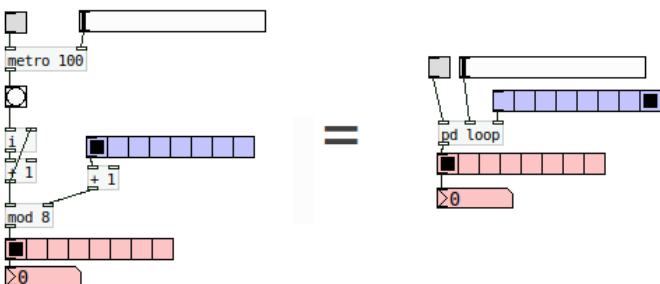 metro 100
i
+ 1
+ 1
mod 8
0
=
pd loop
0